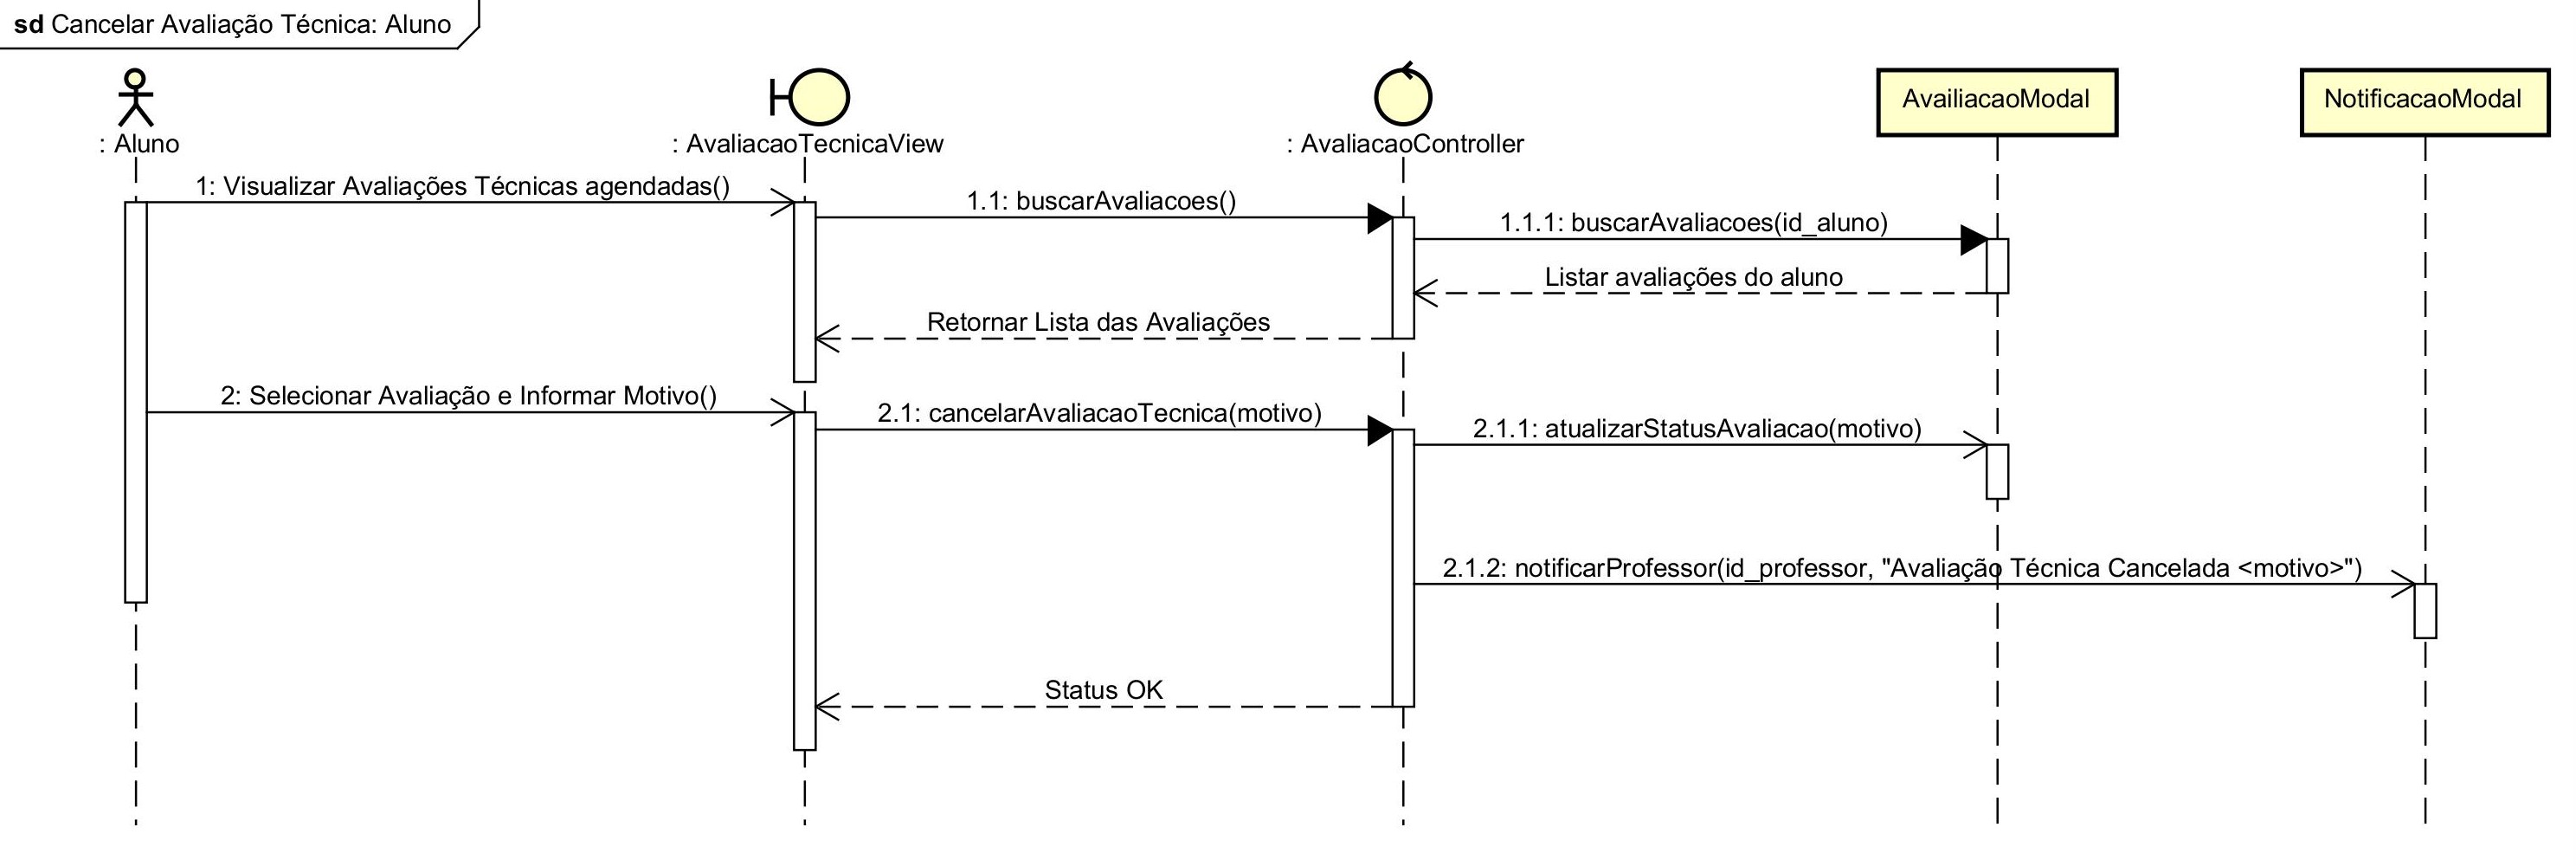 sd Cancelar Avaliação Técnica: Aluno
: Aluno
: AvaliacaoTecnicaView
: AvaliacaoController
AvailiacaoModal
NotificacaoModal
1: Visualizar Avaliações Técnicas agendadas()
1.1: buscarAvaliacoes()
1.1.1: buscarAvaliacoes(id_aluno)
Listar avaliações do aluno
Retornar Lista das Avaliações
2: Selecionar Avaliação e Informar Motivo()
2.1: cancelarAvaliacaoTecnica(motivo)
2.1.1: atualizarStatusAvaliacao(motivo)
2.1.2: notificarProfessor(id_professor, "Avaliação Técnica Cancelada <motivo>")
Status OK